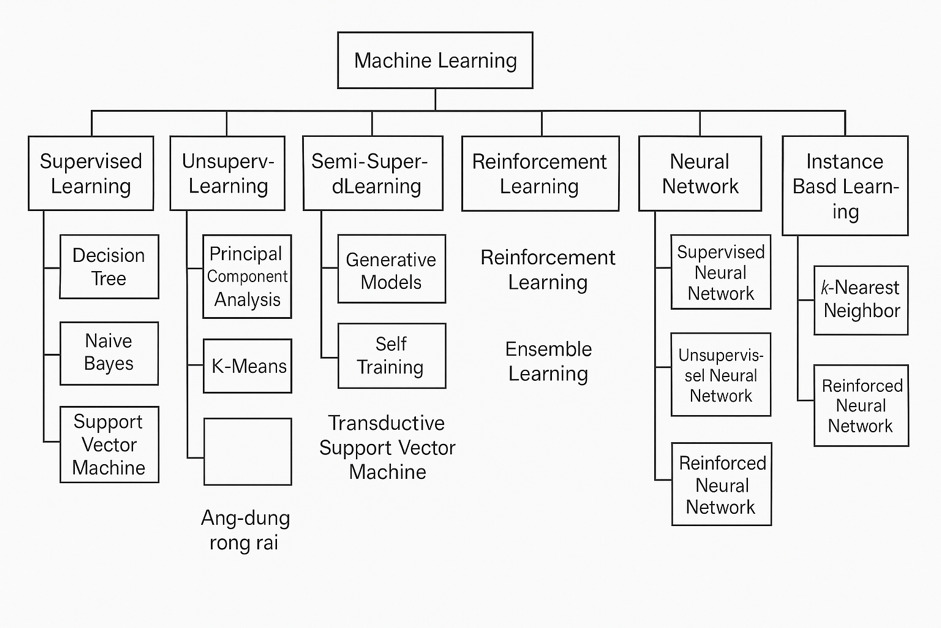 Machine Learning
Supervised
Learning
Unsuperv-
Learning
Semi-Super-
dLearning
Reinforcement
Learning
Neural
Network
Instance
Basd Learn-
ing
Decision
Tree
Naive
Bayes
Support
Vector
Machine
Principal
Component
Analysis
K-Means
Ang-dung
rong rai
Generative
Models
Self
Training
Transductive
Support Vector
Machine
Reinforcement
Learning
Ensemble
Learning
Supervised
Neural
Network
Unsupervis-
sel Neural
Network
Reinforced
Neural
Network
k-Nearest
Neighbor
Reinforced
Neural
Network